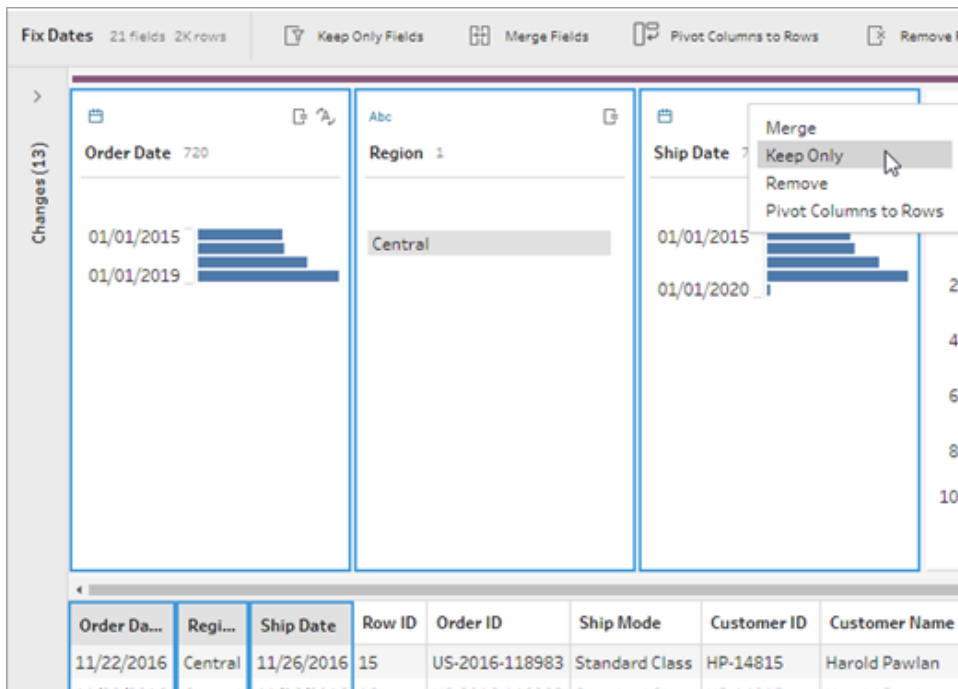 Fix Dates 21 fields 2K rows Keep Only Fields Merge Fields Pivot Columns to Rows Remove
Changes (13)
Abc
Order Date 720
Region 1
Ship Date 7
Merge
Keep Only
Remove
Pivot Columns to Rows
01/01/2015
01/01/2019
Central
01/01/2015
01/01/2020
2
4
6
8
10
Order Da... Regi... Ship Date Row ID Order ID Ship Mode Customer ID Customer Name
11/22/2016 Central 11/26/2016 15 US-2016-118983 Standard Class HP-14815 Harold Pawlan